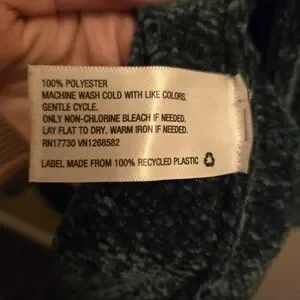 100% POLYESTER
MACHINE WASH COLD WITH LIKE COLORS.
GENTLE CYCLE.
ONLY NON-CHLORINE BLEACH IF NEEDED.
LAY FLAT TO DRY. WARM IRON IF NEEDED.
RN17730 VN1268582
LABEL MADE FROM 100% RECYCLED PLASTIC